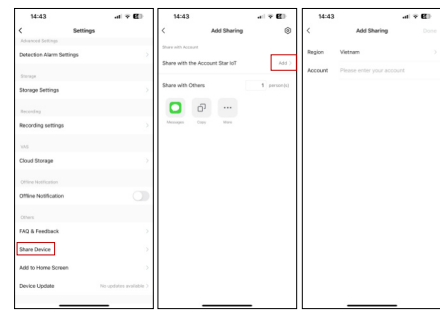 14:43
Settings
Advanced Settings
Detection Alarm Settings
Storage
Storage Settings
Recording
Recording settings
VAS
Cloud Storage
Offline Notification
Offline Notification
Others
FAQ & Feedback
Share Device
Add to Home Screen
Device Update No updates available
14:43
Add Sharing
Share with Account
Share with the Account Star IoT Add
Share with Others 1 person(s)
Messages Copy More
14:43
Add Sharing Done
Region Vietnam
Account Please enter your account